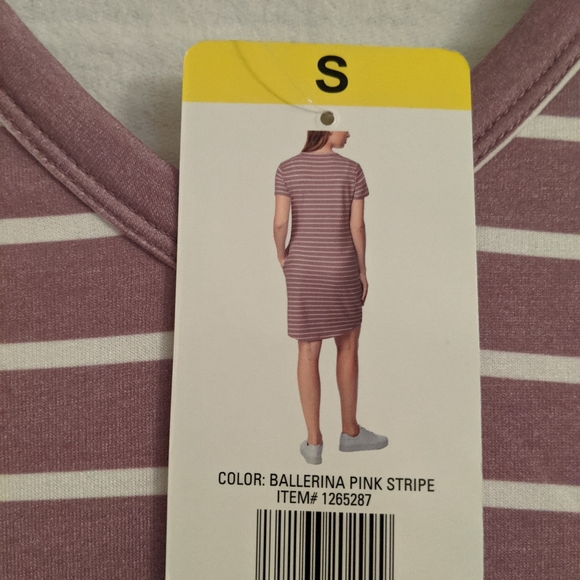 S
COLOR: BALLERINA PINK STRIPE
ITEM# 1265287